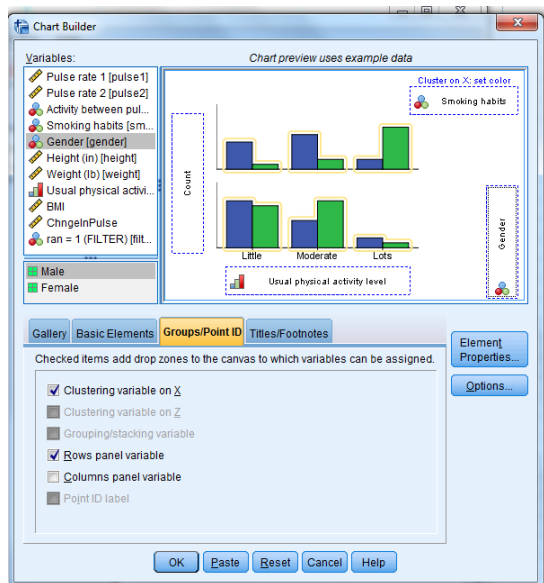 Chart Builder
Variables:
Chart preview uses example data
Pulse rate 1 [pulse1]
Pulse rate 2 [pulse2]
Activity between pul...
Smoking habits [sm...
Gender [gender]
Height (in) [height]
Weight (lb) [weight]
Usual physical activi...
BMI
ChngeInPulse
ran = 1 (FILTER) [filt...
Male
Female
Cluster on X: set color
Smoking habits
Count
Gender
Little Moderate Lots
Usual physical activity level
Gallery Basic Elements Groups/Point ID Titles/Footnotes
Checked items add drop zones to the canvas to which variables can be assigned.
Clustering variable on X
Clustering variable on Z
Grouping/stacking variable
Rows panel variable
Columns panel variable
Point ID label
Element
Properties...
Options...
OK Paste Reset Cancel Help